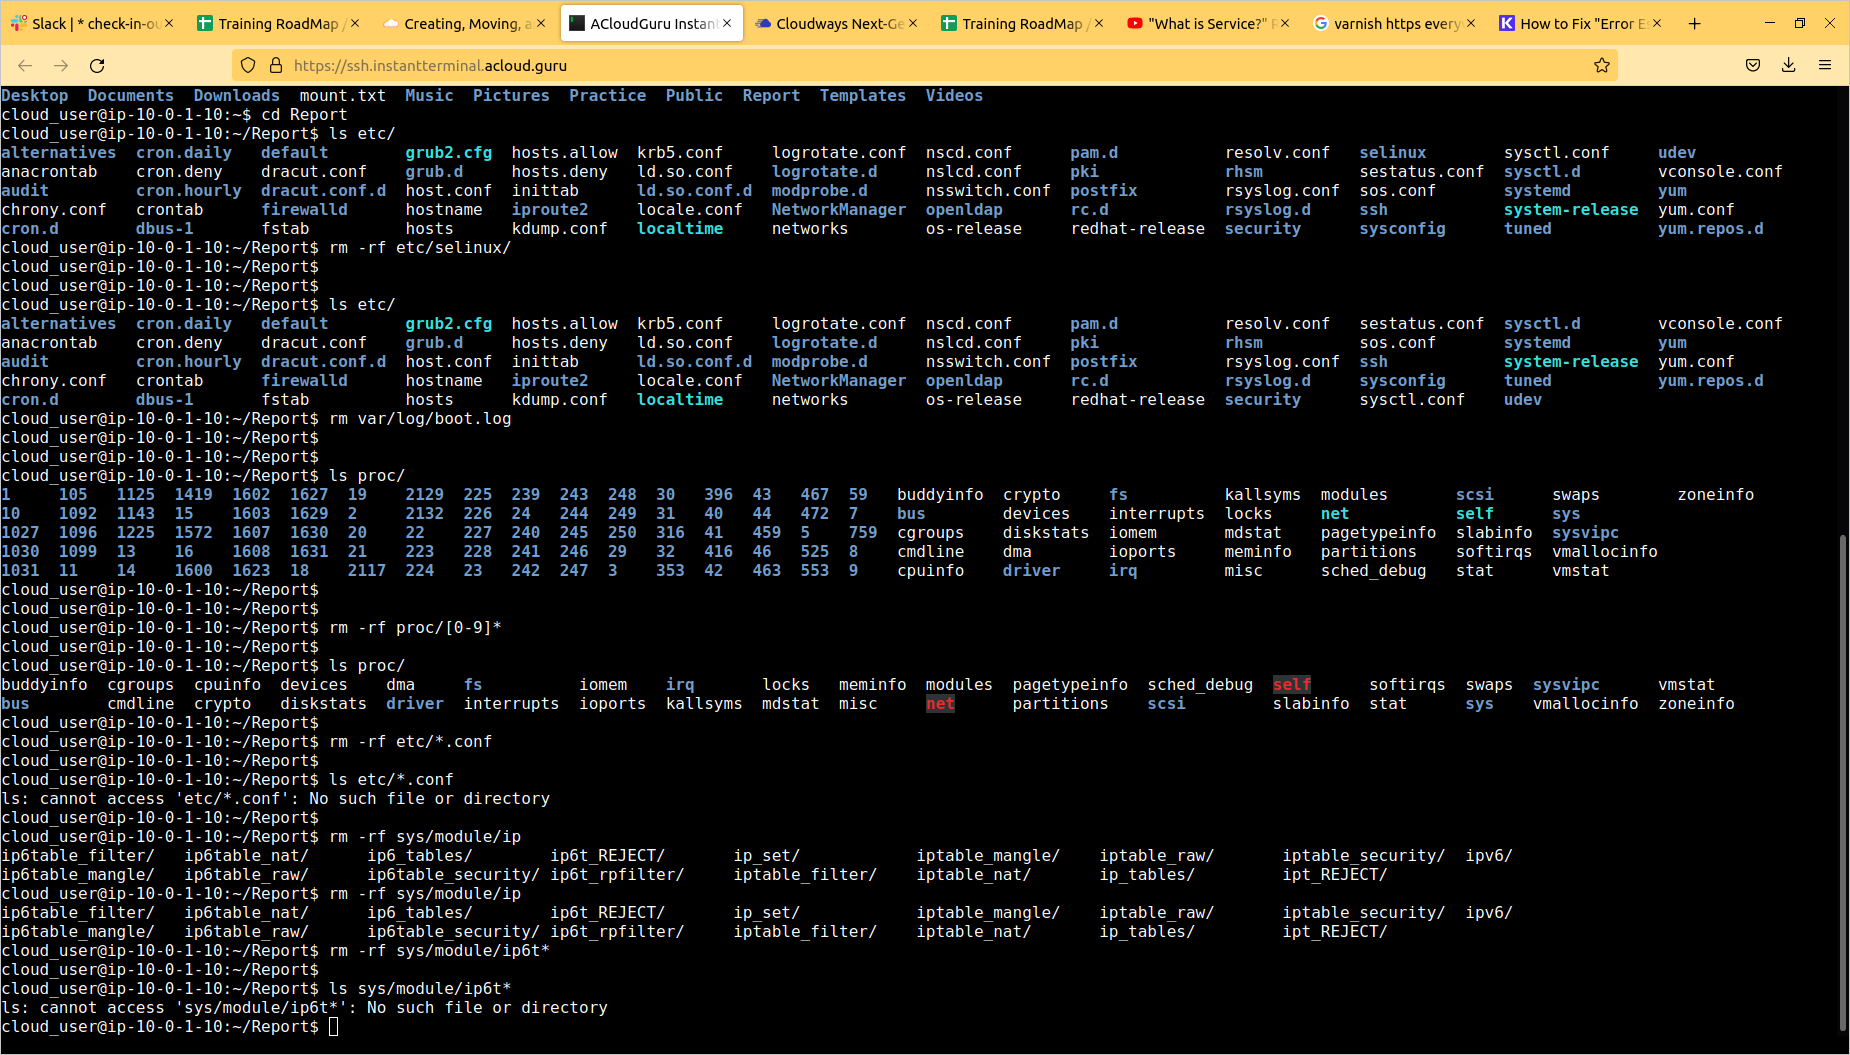 Slack | * check-in-ou
Training RoadMap /
Creating, Moving, a
ACloudGuru Instan
Cloudways Next-Ge
Training RoadMap /
"What is Service?" R
varnish https every
How to Fix "Error Es
https://ssh.instantterminal.acloud.guru
Desktop  Documents  Downloads  mount.txt  Music  Pictures  Practice  Public  Report  Templates  Videos
cloud_user@ip-10-0-1-10:~$ cd Report
cloud_user@ip-10-0-1-10:~/Report$ ls etc/
alternatives  cron.daily   default         grub2.cfg  hosts.allow  krb5.conf     logrotate.conf  nscd.conf      pam.d           resolv.conf   selinux        sysctl.conf     udev
anacrontab    cron.deny    dracut.conf     grub.d     hosts.deny   ld.so.conf    logrotate.d     nslcd.conf     pki             rhsm          sestatus.conf  sysctl.d        vconsole.conf
audit         cron.hourly  dracut.conf.d   host.conf  inittab      ld.so.conf.d  modprobe.d      nsswitch.conf  postfix         rsyslog.conf  sos.conf       systemd         yum
chrony.conf   crontab      firewalld       hostname   iproute2     locale.conf   NetworkManager  openldap       rc.d            rsyslog.d     ssh            system-release  yum.conf
cron.d        dbus-1       fstab           hosts      kdump.conf   localtime     networks        os-release     redhat-release  security      sysconfig      tuned           yum.repos.d
cloud_user@ip-10-0-1-10:~/Report$ rm -rf etc/selinux/
cloud_user@ip-10-0-1-10:~/Report$
cloud_user@ip-10-0-1-10:~/Report$
cloud_user@ip-10-0-1-10:~/Report$ ls etc/
alternatives  cron.daily   default         grub2.cfg  hosts.allow  krb5.conf     logrotate.conf  nscd.conf      pam.d           resolv.conf   sestatus.conf  sysctl.d        vconsole.conf
anacrontab    cron.deny    dracut.conf     grub.d     hosts.deny   ld.so.conf    logrotate.d     nslcd.conf     pki             rhsm          sos.conf       systemd         yum
audit         cron.hourly  dracut.conf.d   host.conf  inittab      ld.so.conf.d  modprobe.d      nsswitch.conf  postfix         rsyslog.conf  ssh            system-release  yum.conf
chrony.conf   crontab      firewalld       hostname   iproute2     locale.conf   NetworkManager  openldap       rc.d            rsyslog.d     sysconfig      tuned           yum.repos.d
cron.d        dbus-1       fstab           hosts      kdump.conf   localtime     networks        os-release     redhat-release  security      sysctl.conf    udev
cloud_user@ip-10-0-1-10:~/Report$ rm var/log/boot.log
cloud_user@ip-10-0-1-10:~/Report$
cloud_user@ip-10-0-1-10:~/Report$
cloud_user@ip-10-0-1-10:~/Report$ ls proc/
1     105   1125  1419  1602  1627  19    2129  225  239  243  248  30   396  43   467  59   buddyinfo  crypto     fs          kallsyms  modules       scsi      swaps        zoneinfo
10    1092  1143  15    1603  1629  2     2132  226  24   244  249  31   40   44   472  7    bus        devices    interrupts  locks     net           self      sys
1027  1096  1225  1572  1607  1630  20    22    227  240  245  250  316  41   459  5    759  cgroups    diskstats  iomem       mdstat    pagetypeinfo  slabinfo  sysvipc
1030  1099  13    16    1608  1631  21    223   228  241  246  29   32   416  46   525  8    cmdline    dma        ioports     meminfo   partitions    softirqs  vmallocinfo
1031  11    14    1600  1623  18    2117  224   23   242  247  3    353  42   463  553  9    cpuinfo    driver     irq         misc      sched_debug   stat      vmstat
cloud_user@ip-10-0-1-10:~/Report$
cloud_user@ip-10-0-1-10:~/Report$
cloud_user@ip-10-0-1-10:~/Report$ rm -rf proc/[0-9]*
cloud_user@ip-10-0-1-10:~/Report$
cloud_user@ip-10-0-1-10:~/Report$ ls proc/
buddyinfo  cgroups  cpuinfo  devices    dma     fs          iomem    irq       locks   meminfo  modules  pagetypeinfo  sched_debug  self      softirqs  swaps  sysvipc      vmstat
bus        cmdline  crypto   diskstats  driver  interrupts  ioports  kallsyms  mdstat  misc     net      partitions    scsi         slabinfo  stat      sys    vmallocinfo  zoneinfo
cloud_user@ip-10-0-1-10:~/Report$
cloud_user@ip-10-0-1-10:~/Report$ rm -rf etc/*.conf
cloud_user@ip-10-0-1-10:~/Report$
cloud_user@ip-10-0-1-10:~/Report$ ls etc/*.conf
ls: cannot access 'etc/*.conf': No such file or directory
cloud_user@ip-10-0-1-10:~/Report$
cloud_user@ip-10-0-1-10:~/Report$ rm -rf sys/module/ip
ip6table_filter/   ip6table_nat/      ip6_tables/        ip6t_REJECT/       ip_set/            iptable_mangle/    iptable_raw/       iptable_security/  ipv6/
ip6table_mangle/   ip6table_raw/      ip6table_security/ ip6t_rpfilter/     iptable_filter/    iptable_nat/       ip_tables/         ipt_REJECT/
cloud_user@ip-10-0-1-10:~/Report$ rm -rf sys/module/ip
ip6table_filter/   ip6table_nat/      ip6_tables/        ip6t_REJECT/       ip_set/            iptable_mangle/    iptable_raw/       iptable_security/  ipv6/
ip6table_mangle/   ip6table_raw/      ip6table_security/ ip6t_rpfilter/     iptable_filter/    iptable_nat/       ip_tables/         ipt_REJECT/
cloud_user@ip-10-0-1-10:~/Report$ rm -rf sys/module/ip6t*
cloud_user@ip-10-0-1-10:~/Report$
cloud_user@ip-10-0-1-10:~/Report$ ls sys/module/ip6t*
ls: cannot access 'sys/module/ip6t*': No such file or directory
cloud_user@ip-10-0-1-10:~/Report$